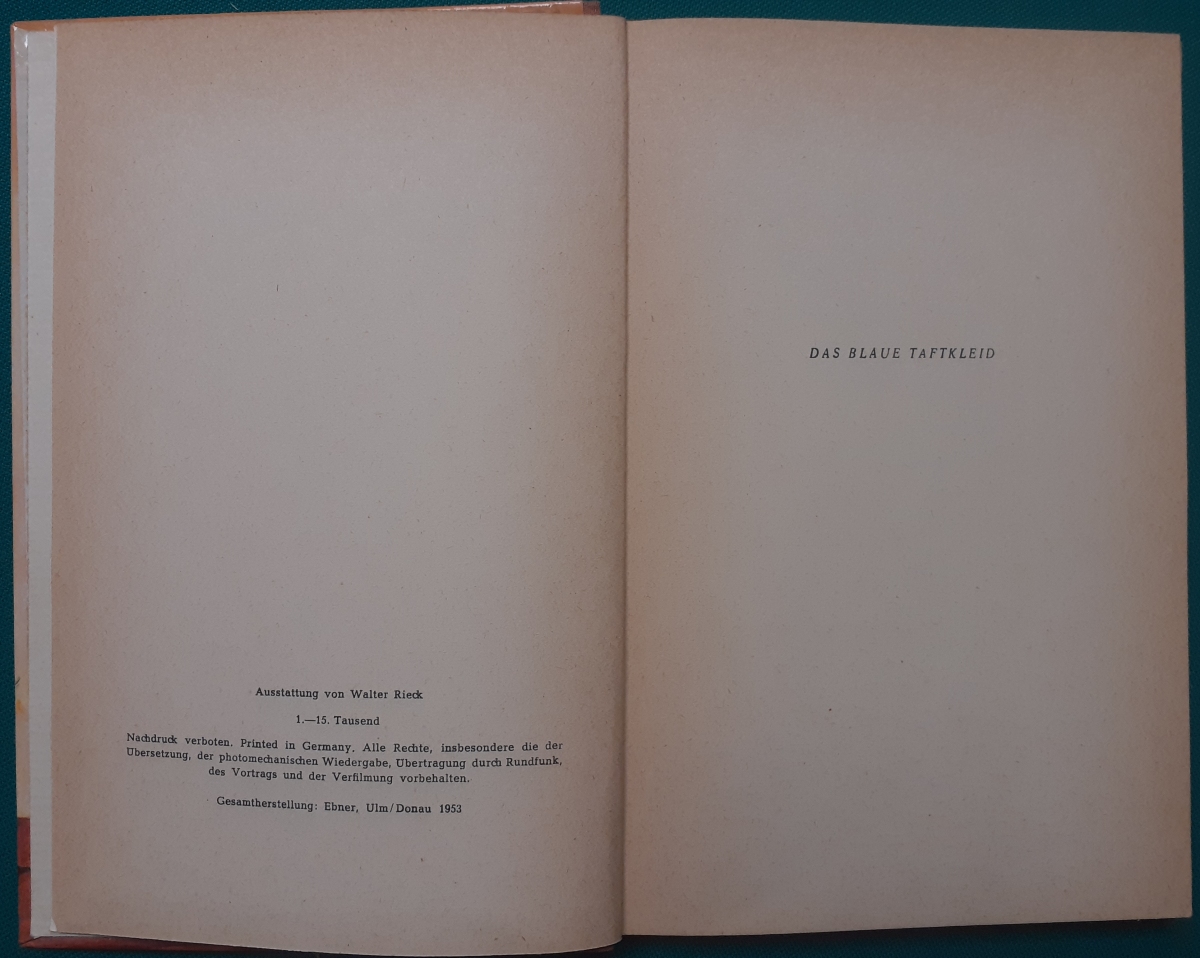 Ausstattung von Walter Rieck
1.—15. Tausend
Nachdruck verboten. Printed in Germany. Alle Rechte, insbesondere die der
Übersetzung, der photomechanischen Wiedergabe, Übertragung durch Rundfunk,
des Vortrags und der Verfilmung vorbehalten.
Gesamtherstellung: Ebner, Ulm/Donau 1953
DAS BLAUE TAFTKLEID